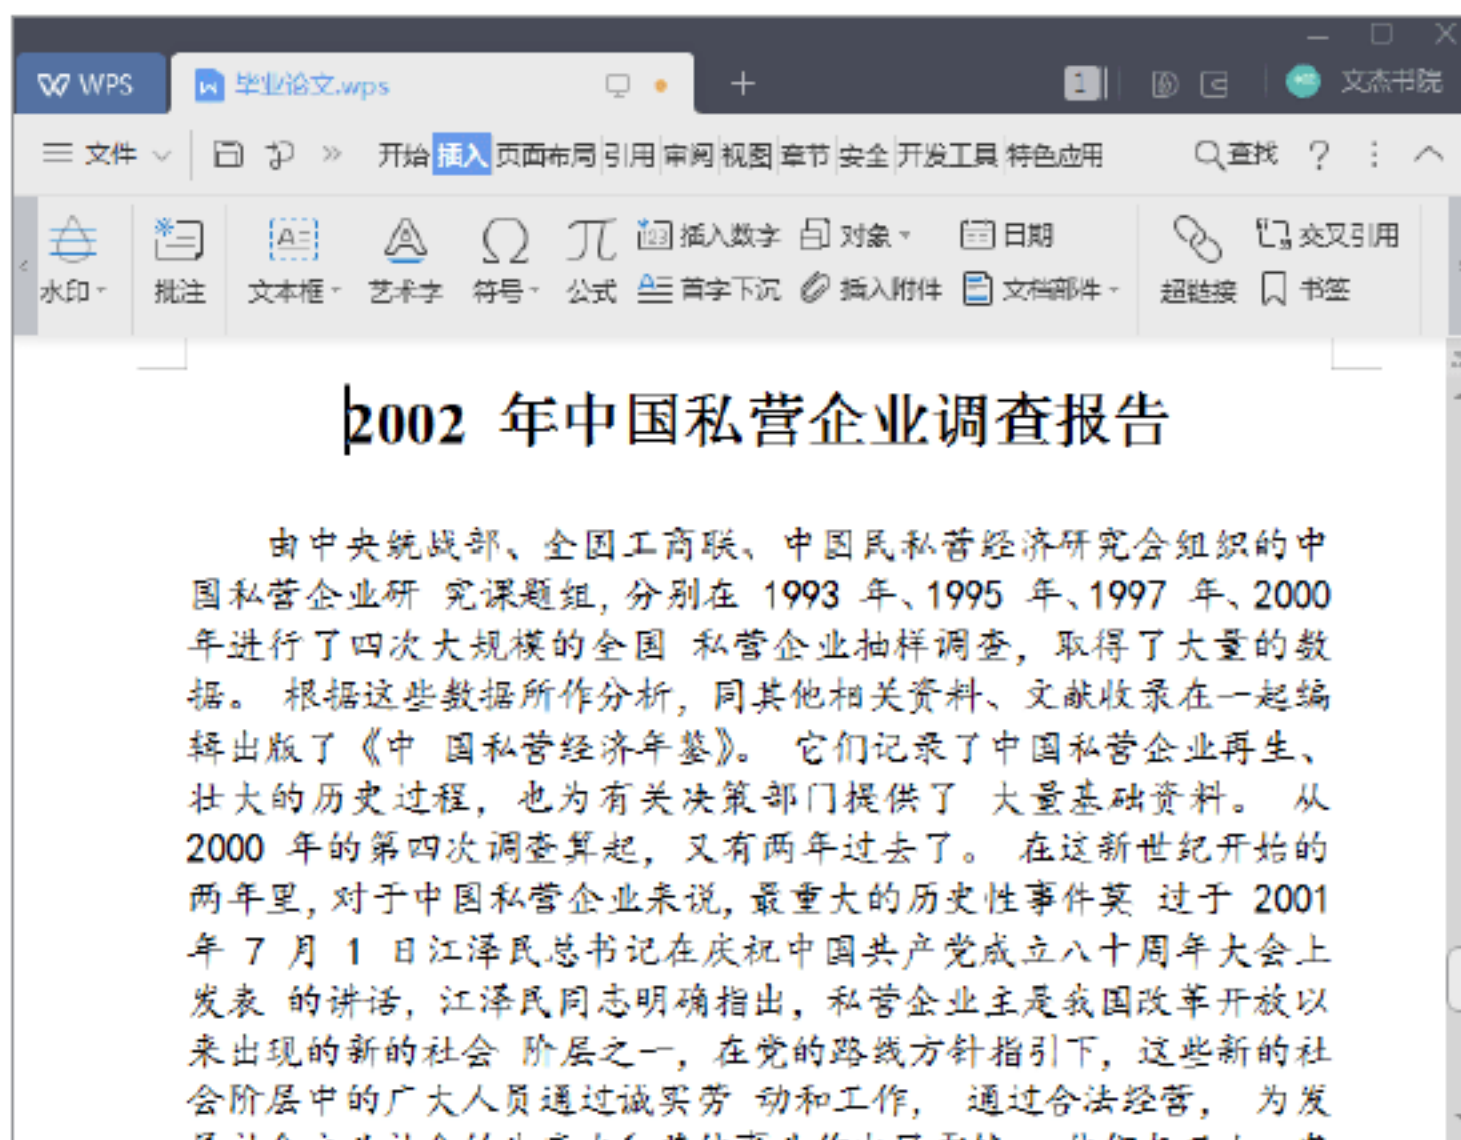 WPS 毕业论文.wps 1 文杰书院
文件 开始 插入 页面布局 引用 审阅 视图 章节 安全 开发工具 特色应用 查找
插入数字 对象 日期 交叉引用
水印 批注 文本框 艺术字 符号 公式 首字下沉 插入附件 文档部件 超链接 书签
2002 年中国私营企业调查报告
由中央统战部、全国工商联、中国民私营经济研究会组织的中
国私营企业研 究课题组, 分别在 1993 年、1995 年、1997 年、2000
年进行了四次大规模的全国 私营企业抽样调查, 取得了大量的数
据。 根据这些数据所作分析, 同其他相关资料、文献收录在一起编
辑出版了《中 国私营经济年鉴》。 它们记录了中国私营企业再生、
壮大的历史过程, 也为有关决策部门提供了 大量基础资料。 从
2000 年的第四次调查算起, 又有两年过去了。 在这新世纪开始的
两年里, 对于中国私营企业来说, 最重大的历史性事件莫 过于 2001
年 7 月 1 日江泽民总书记在庆祝中国共产党成立八十周年大会上
发表 的讲话, 江泽民同志明确指出, 私营企业主是我国改革开放以
来出现的新的社会 阶层之一, 在党的路线方针指引下, 这些新的社
会阶层中的广大人员通过诚实劳 动和工作, 通过合法经营, 为发